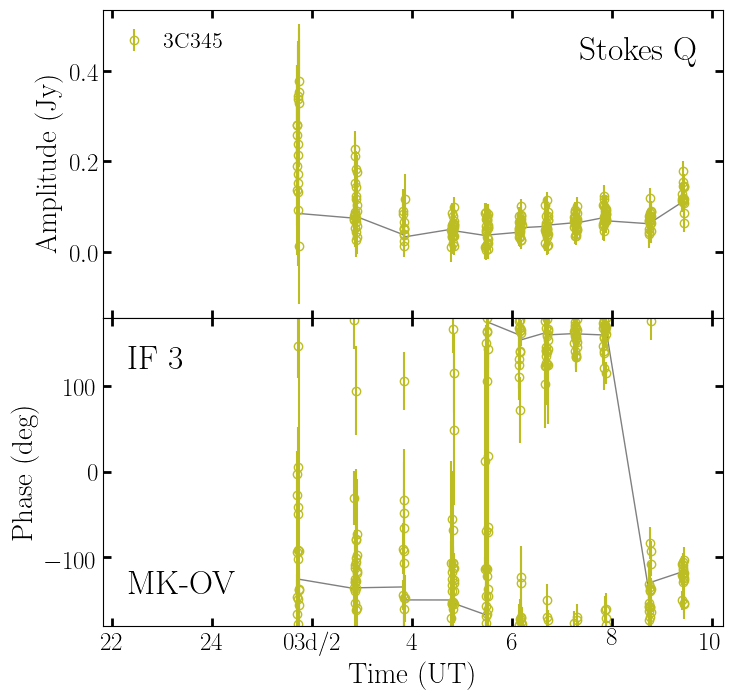 3C345
Stokes Q
0.4
0.2
0.0
Amplitude (Jy)
IF 3
100
0
−100
Phase (deg)
MK-OV
22 24 03d/2 4 6 8 10
Time (UT)